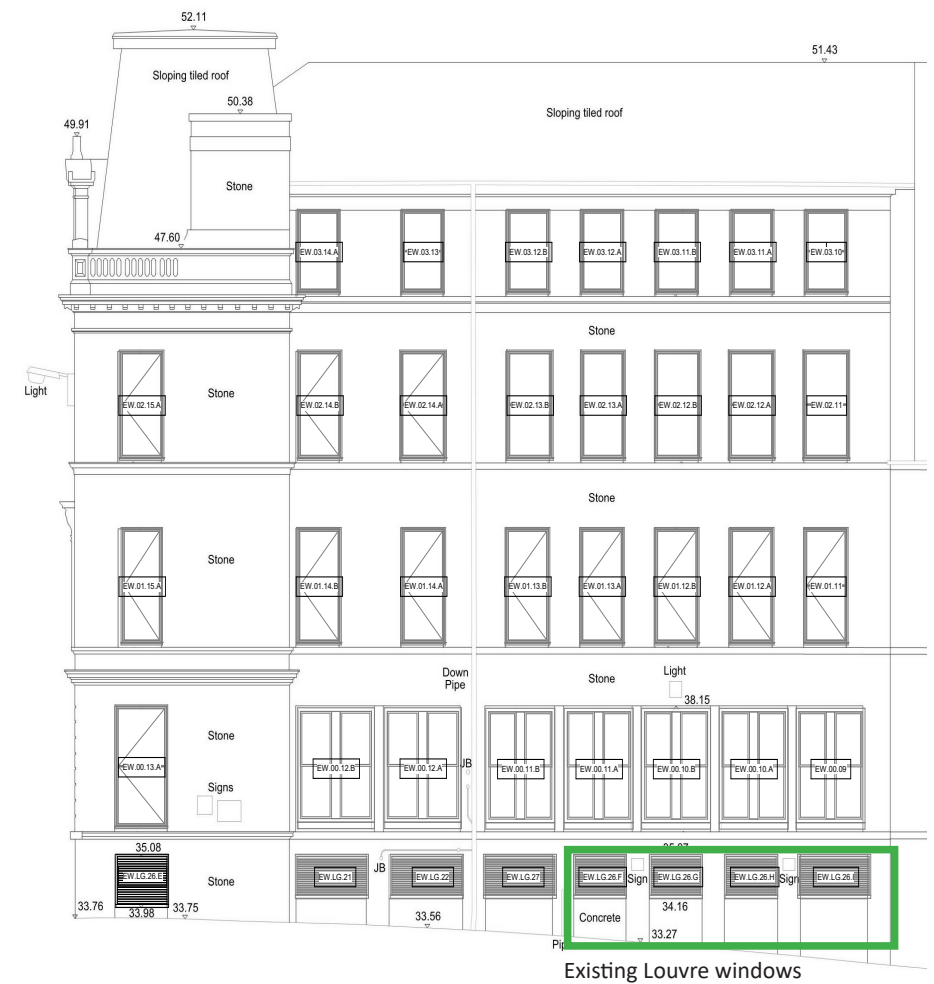 52.11
51.43
Sloping tiled roof
50.38
Sloping tiled roof
49.91
Stone
47.60
EW.03.14.A
EW.03.13
EW.03.12.B
EW.03.12.A
EW.03.11.B
EW.03.11.A
EW.03.10
Stone
Light
Stone
EW.02.15.A
EW.02.14.B
EW.02.14.A
EW.02.13.B
EW.02.13.A
EW.02.12.B
EW.02.12.A
EW.02.11
Stone
Stone
EW.01.15.A
EW.01.14.B
EW.01.14.A
EW.01.13.B
EW.01.13.A
EW.01.12.B
EW.01.12.A
EW.01.11
Down
Pipe
Stone
Light
38.15
Stone
EW.00.13.A
EW.00.12.B
EW.00.12.A
JB
EW.00.11.B
EW.00.11.A
EW.00.10.B
EW.00.10.A
EW.00.09
Signs
35.08
JB
EW.LG.26.E
Stone
EW.LG.21
EW.LG.22
EW.LG.27
EW.LG.26.F
Sign
EW.LG.26.G
EW.LG.26.H
Sign
EW.LG.26.I
33.76
33.98
33.75
33.56
Concrete
34.16
33.27
Existing Louvre windows